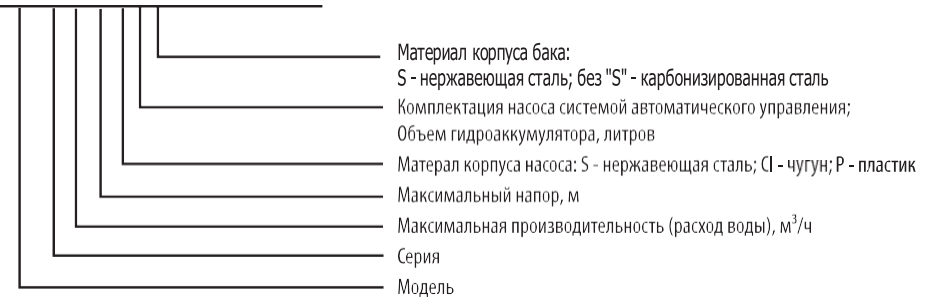 Материал корпуса бака:
S - нержавеющая сталь; без "S" - карбонизированная сталь
Комплектация насоса системой автоматического управления;
Объем гидроаккумулятора, литров
Матерал корпуса насоса: S - нержавеющая сталь; CI - чугун; P - пластик
Максимальный напор, м
Максимальная производительность (расход воды), м³/ч
Серия
Модель